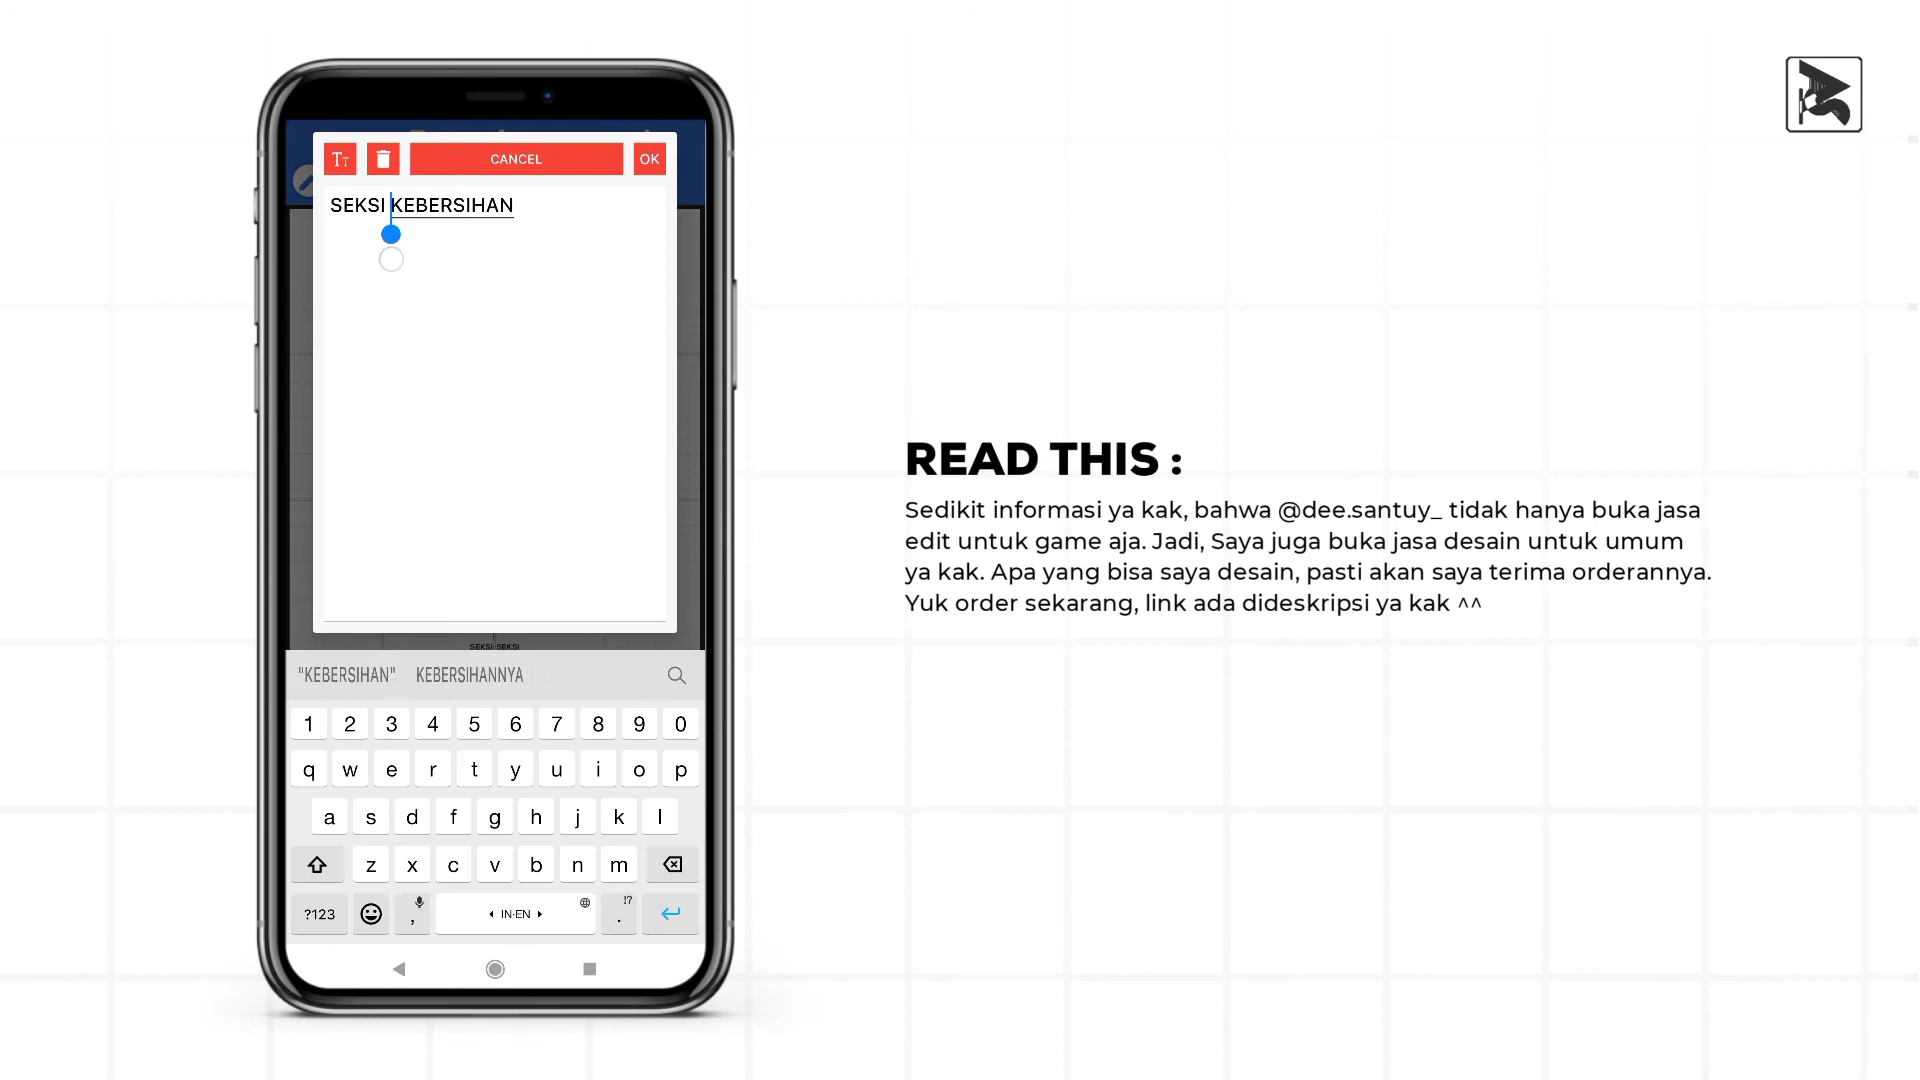 TT
CANCEL
OK
SEKSI KEBERSIHAN
SEKSI-SEKSI
"KEBERSIHAN" KEBERSIHANNYA
1 2 3 4 5 6 7 8 9 0
q w e r t y u i o p
a s d f g h j k l
z x c v b n m
?123 , IN-EN . !?
READ THIS :
Sedikit informasi ya kak, bahwa @dee.santuy_ tidak hanya buka jasa
edit untuk game aja. Jadi, Saya juga buka jasa desain untuk umum
ya kak. Apa yang bisa saya desain, pasti akan saya terima orderannya.
Yuk order sekarang, link ada dideskripsi ya kak ^^